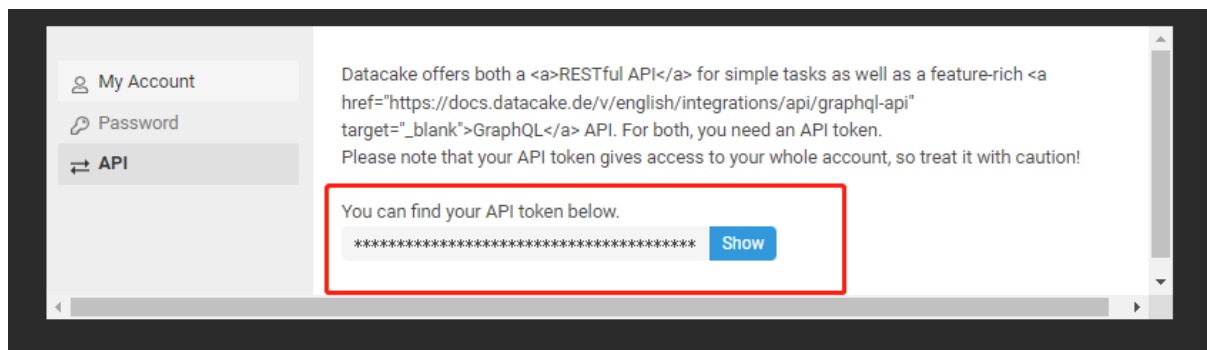 My Account
Password
API
Datacake offers both a <a>RESTful API</a> for simple tasks as well as a feature-rich <a
href="https://docs.datacake.de/v/english/integrations/api/graphql-api"
target="_blank">GraphQL</a> API. For both, you need an API token.
Please note that your API token gives access to your whole account, so treat it with caution!
You can find your API token below.
**************************************** Show